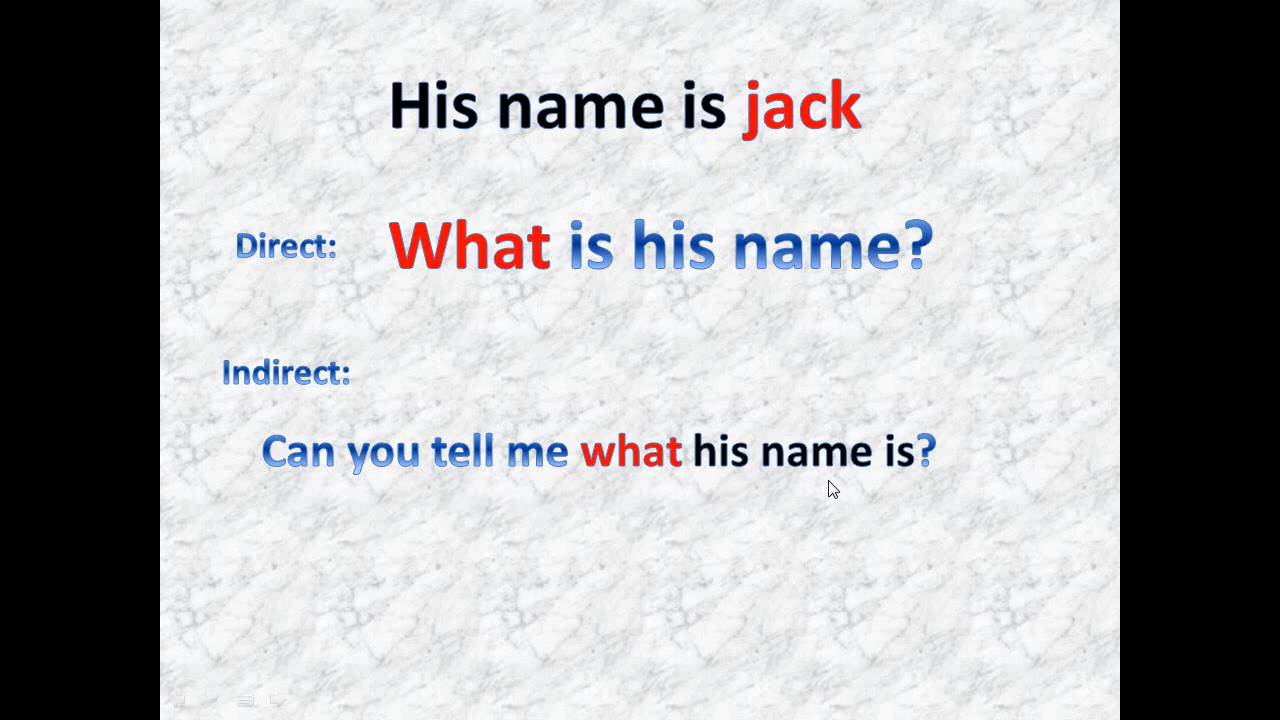 His name is jack
Direct: What is his name?
Indirect:
Can you tell me what his name is?